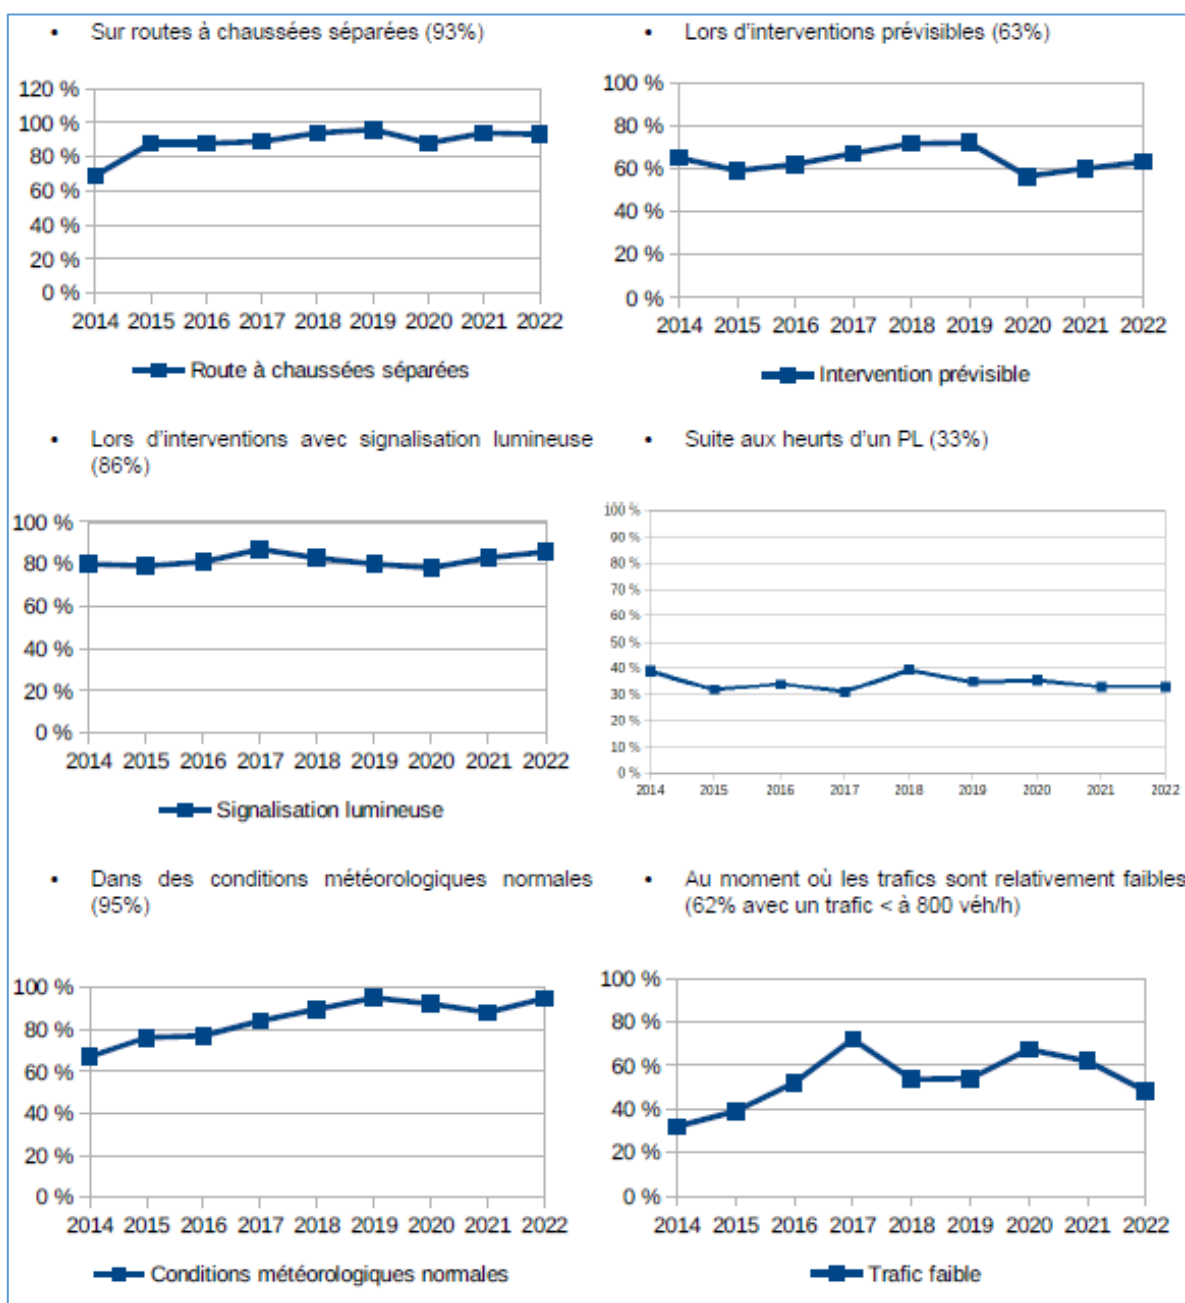 • Sur routes à chaussées séparées (93%)
120 %
100 %
80 %
60 %
40 %
20 %
0 %
2014 2015 2016 2017 2018 2019 2020 2021 2022
Route à chaussées séparées
• Lors d'interventions prévisibles (63%)
100 %
80 %
60 %
40 %
20 %
0 %
2014 2015 2016 2017 2018 2019 2020 2021 2022
Intervention prévisible
• Lors d'interventions avec signalisation lumineuse
(86%)
100 %
80 %
60 %
40 %
20 %
0 %
2014 2015 2016 2017 2018 2019 2020 2021 2022
Signalisation lumineuse
• Suite aux heurts d'un PL (33%)
100 %
90 %
80 %
70 %
60 %
50 %
40 %
30 %
20 %
10 %
0 %
2014 2015 2016 2017 2018 2019 2020 2021 2022
• Dans des conditions météorologiques normales
(95%)
100 %
80 %
60 %
40 %
20 %
0 %
2014 2015 2016 2017 2018 2019 2020 2021 2022
Conditions météorologiques normales
• Au moment où les trafics sont relativement faibles
(62% avec un trafic < à 800 véh/h)
100 %
80 %
60 %
40 %
20 %
0 %
2014 2015 2016 2017 2018 2019 2020 2021 2022
Trafic faible